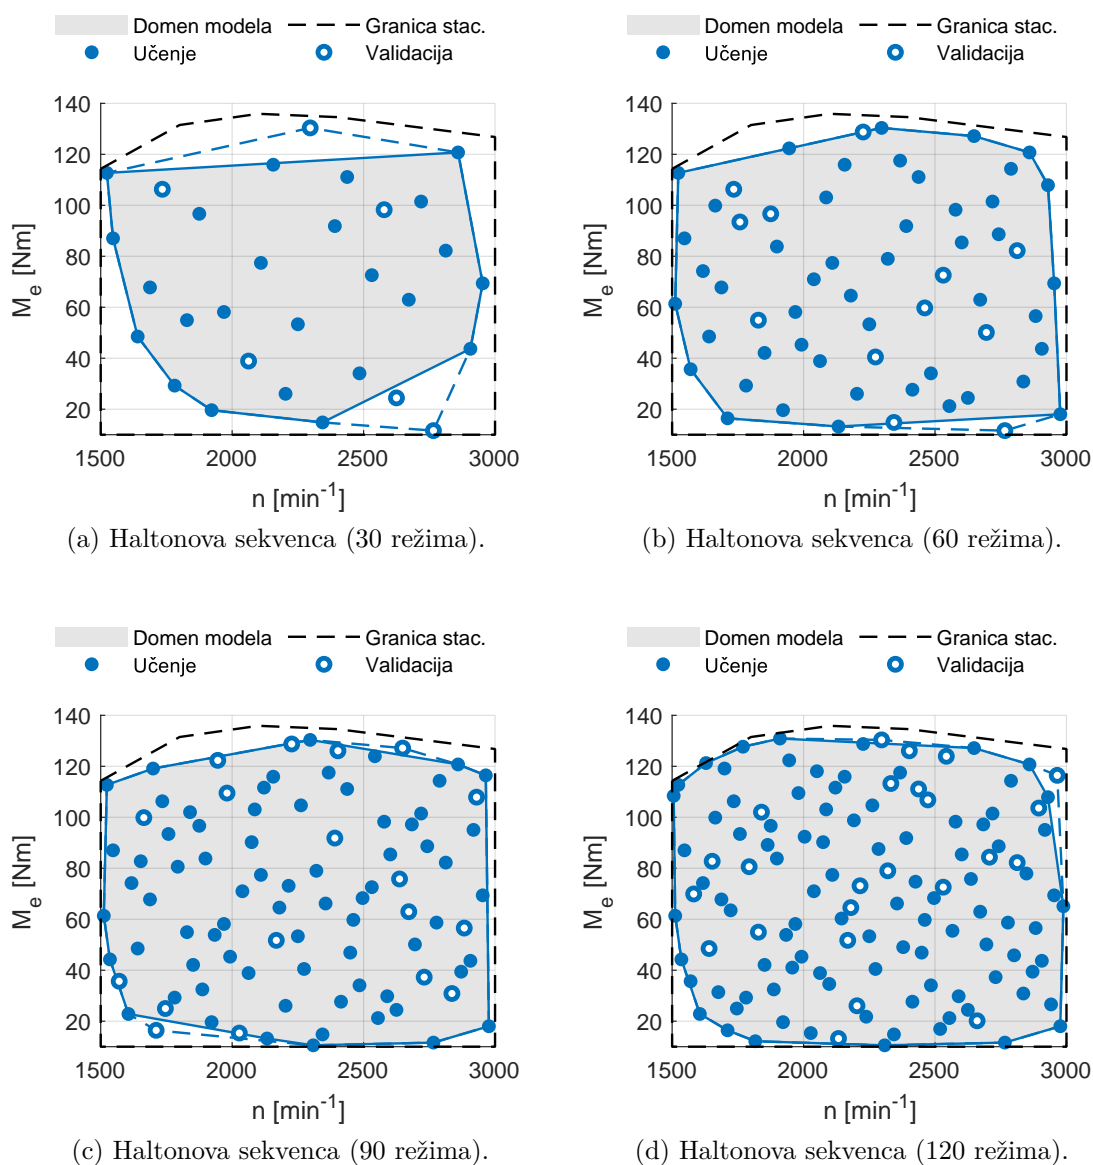 Domen modela Granica stac.
Učenje Validacija
140
120
100
80
60
40
20
M_e [Nm]
1500 2000 2500 3000
n [min^-1]
(a) Haltonova sekvenca (30 režima).
Domen modela Granica stac.
Učenje Validacija
140
120
100
80
60
40
20
M_e [Nm]
1500 2000 2500 3000
n [min^-1]
(b) Haltonova sekvenca (60 režima).
Domen modela Granica stac.
Učenje Validacija
140
120
100
80
60
40
20
M_e [Nm]
1500 2000 2500 3000
n [min^-1]
(c) Haltonova sekvenca (90 režima).
Domen modela Granica stac.
Učenje Validacija
140
120
100
80
60
40
20
M_e [Nm]
1500 2000 2500 3000
n [min^-1]
(d) Haltonova sekvenca (120 režima).